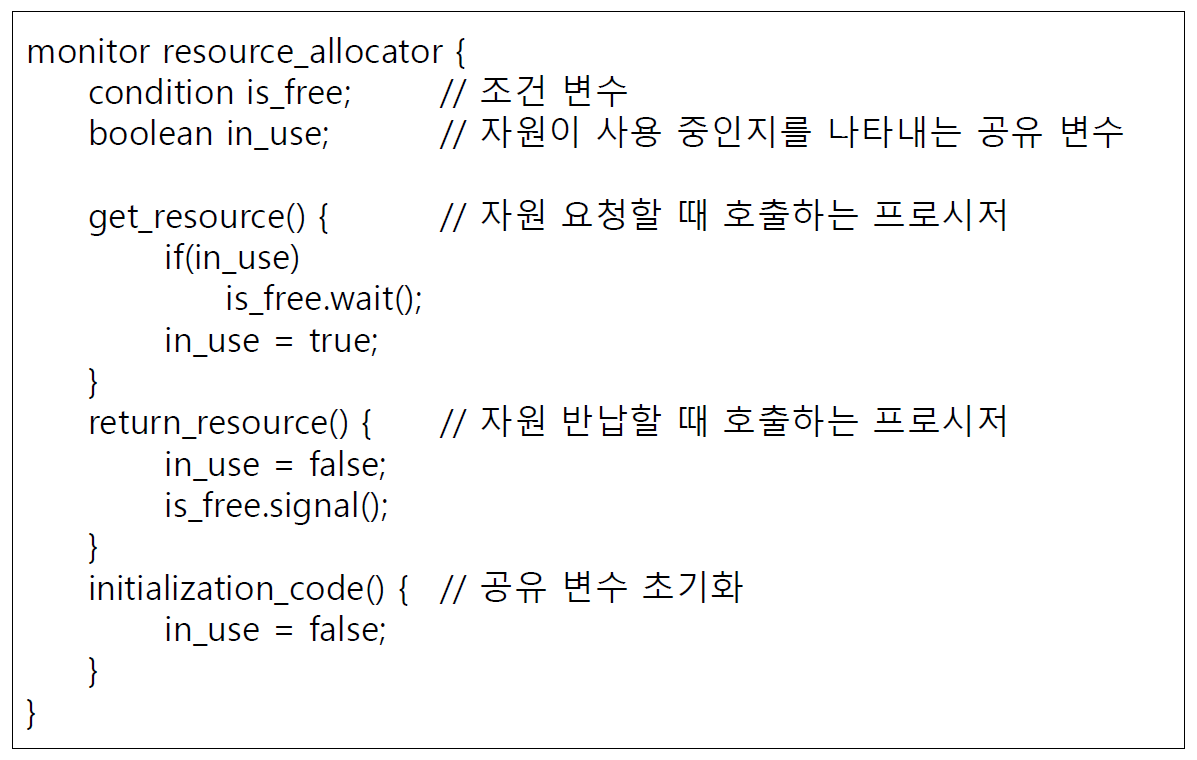 monitor resource_allocator {
condition is_free; // 조건 변수
boolean in_use; // 자원이 사용 중인지를 나타내는 공유 변수
get_resource() { // 자원 요청할 때 호출하는 프로시저
if(in_use)
is_free.wait();
in_use = true;
}
return_resource() { // 자원 반납할 때 호출하는 프로시저
in_use = false;
is_free.signal();
}
initialization_code() { // 공유 변수 초기화
in_use = false;
}
}